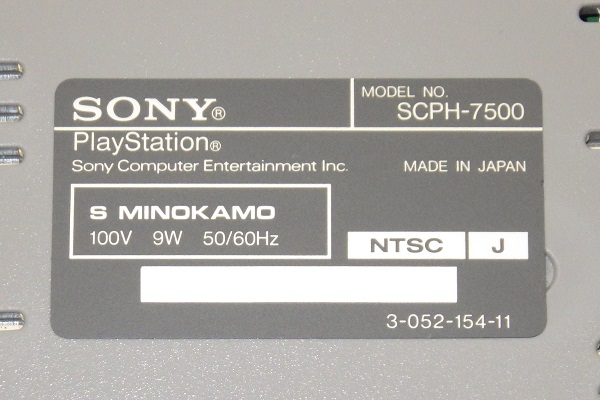 SONY®
MODEL NO.
SCPH-7500
PlayStation®
Sony Computer Entertainment Inc.
MADE IN JAPAN
S MINOKAMO
100V 9W 50/60Hz
NTSC J
3-052-154-11